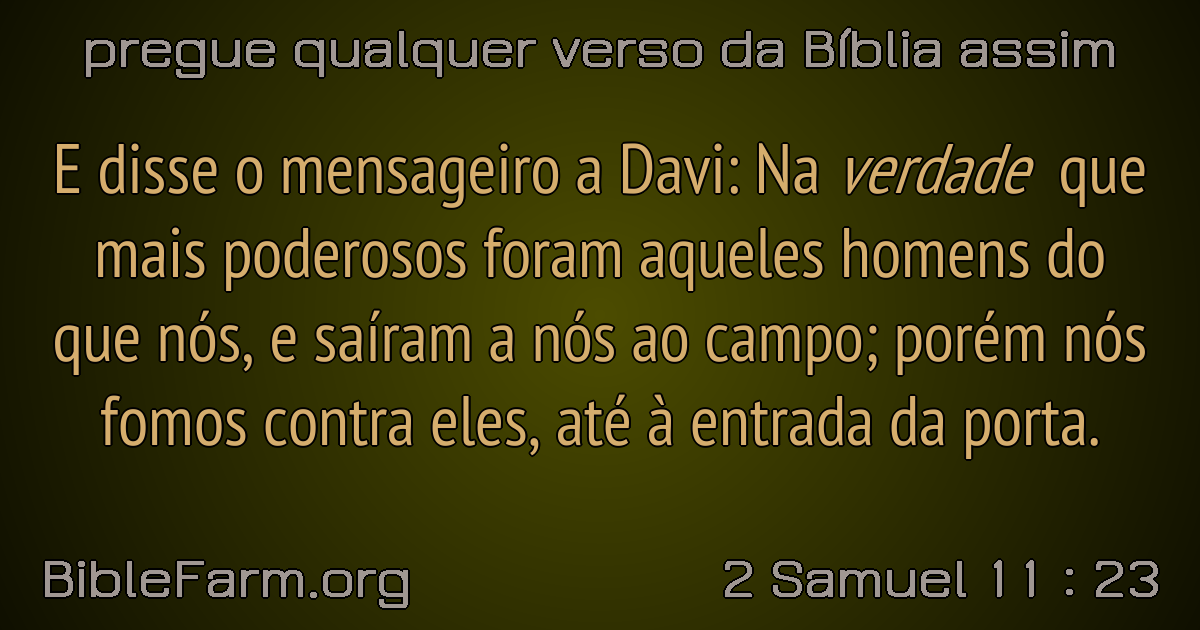 pregue qualquer verso da Bíblia assim
E disse o mensageiro a Davi: Na verdade que
mais poderosos foram aqueles homens do
que nós, e saíram a nós ao campo; porém nós
fomos contra eles, até à entrada da porta.
BibleFarm.org
2 Samuel 11 : 23